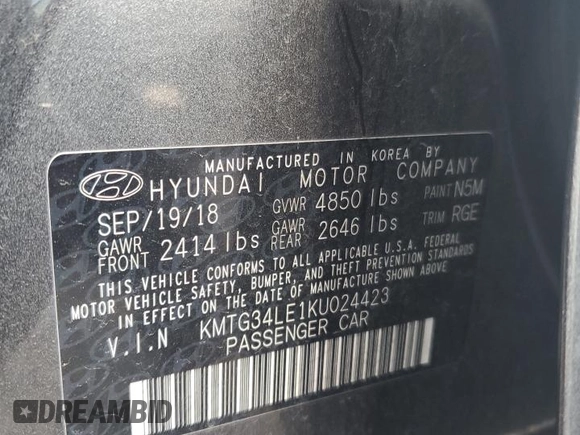 MANUFACTURED IN KOREA BY
HYUNDAI MOTOR COMPANY
SEP/19/18 GVWR 4850 lbs PAINT N5M
GAWR FRONT 2414 lbs GAWR REAR 2646 lbs TRIM RGE
THIS VEHICLE CONFORMS TO ALL APPLICABLE U.S.A. FEDERAL
MOTOR VEHICLE SAFETY, BUMPER, AND THEFT PREVENTION STANDARDS
IN EFFECT ON THE DATE OF MANUFACTURE SHOWN ABOVE.
V.I.N KMTG34LE1KU024423
PASSENGER CAR
DREAMBID